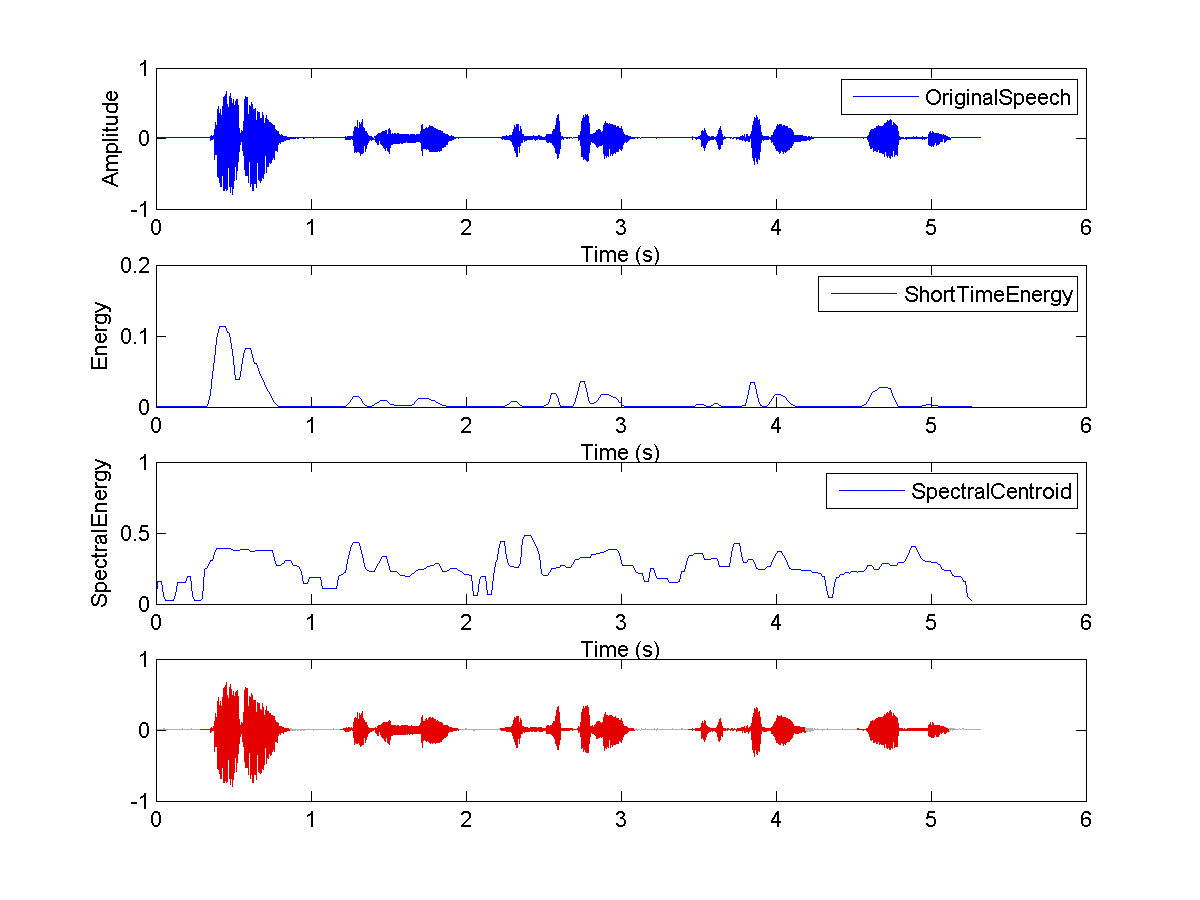 1
OriginalSpeech
Amplitude
0
-1
0 1 2 3 4 5 6
Time (s)
0.2
ShortTimeEnergy
Energy
0.1
0
0 1 2 3 4 5 6
Time (s)
1
SpectralCentroid
SpectralEnergy
0.5
0
0 1 2 3 4 5 6
Time (s)
1
0
-1
0 1 2 3 4 5 6